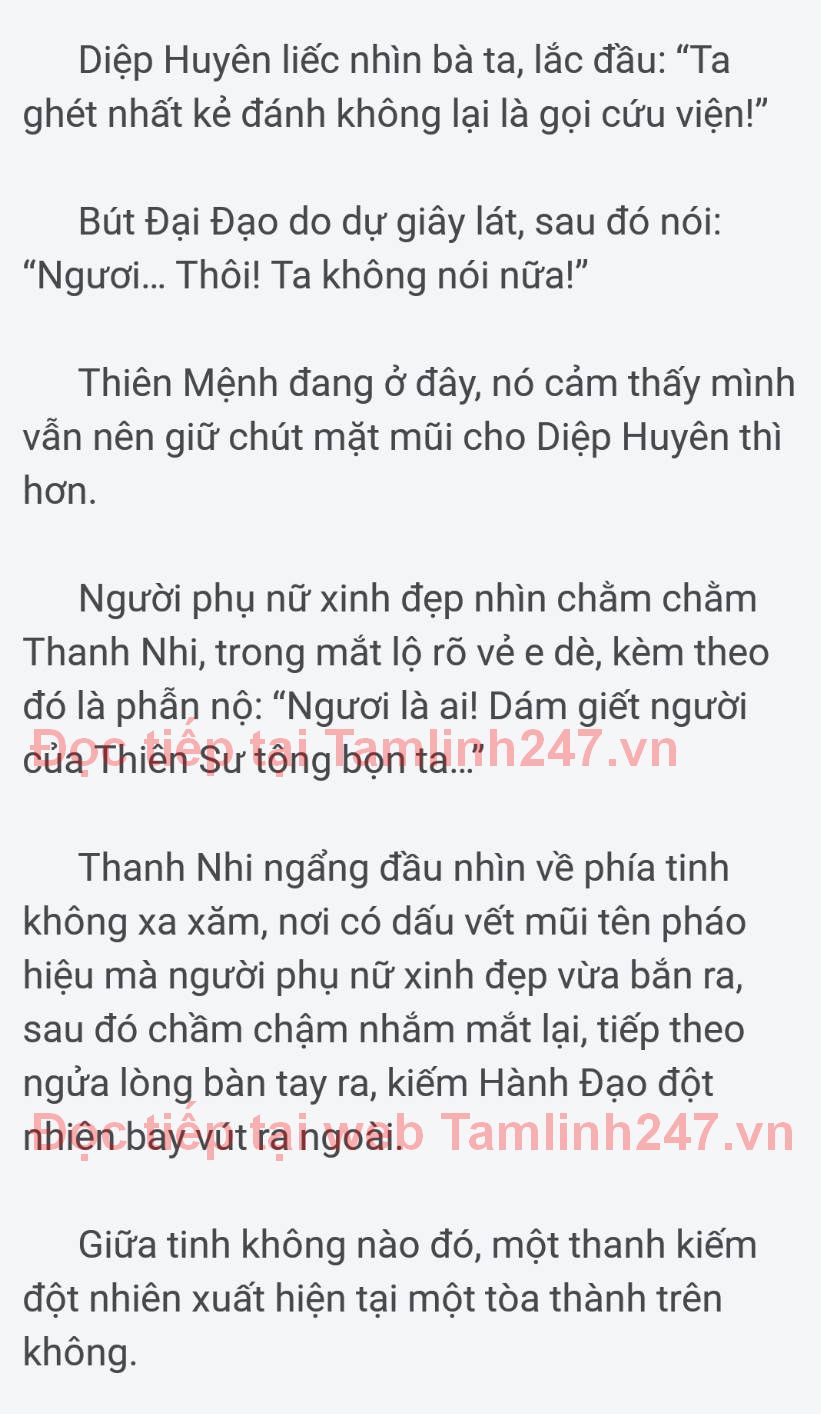 Diệp Huyên liếc nhìn bà ta, lắc đầu: “Ta
ghét nhất kẻ đánh không lại là gọi cứu viện!”
Bút Đại Đạo do dự giây lát, sau đó nói:
“Ngươi... Thôi! Ta không nói nữa!”
Thiên Mệnh đang ở đây, nó cảm thấy mình
vẫn nên giữ chút mặt mũi cho Diệp Huyên thì
hơn.
Người phụ nữ xinh đẹp nhìn chằm chằm
Thanh Nhi, trong mắt lộ rõ vẻ e dè, kèm theo
đó là phẫn nộ: “Ngươi là ai! Dám giết người
Đọc tiếp tại Tamlinh247.vn
của Thiên Sư tông bọn ta...”
Thanh Nhi ngẩng đầu nhìn về phía tinh
không xa xăm, nơi có dấu vết mũi tên pháo
hiệu mà người phụ nữ xinh đẹp vừa bắn ra,
sau đó chầm chậm nhắm mắt lại, tiếp theo
ngửa lòng bàn tay ra, kiếm Hành Đạo đột
Đọc tiếp tại web Tamlinh247.vn
nhiên bay vút ra ngoài.
Giữa tinh không nào đó, một thanh kiếm
đột nhiên xuất hiện tại một tòa thành trên
không.